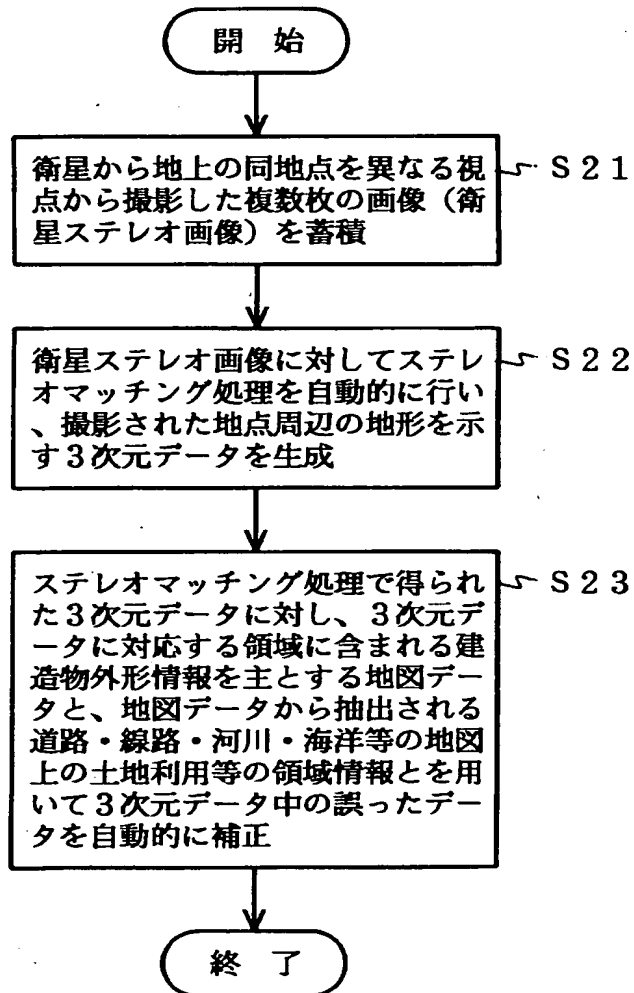 開 始
衛星から地上の同地点を異なる視
点から撮影した複数枚の画像（衛
星ステレオ画像）を蓄積
S21
衛星ステレオ画像に対してステレ
オマッチング処理を自動的に行い
、撮影された地点周辺の地形を示
す3次元データを生成
S22
ステレオマッチング処理で得られ
た3次元データに対し、3次元デ
ータに対応する領域に含まれる建
造物外形情報を主とする地図デー
タと、地図データから抽出される
道路・線路・河川・海洋等の地図
上の土地利用等の領域情報とを用
いて3次元データ中の誤ったデー
タを自動的に補正
S23
終 了